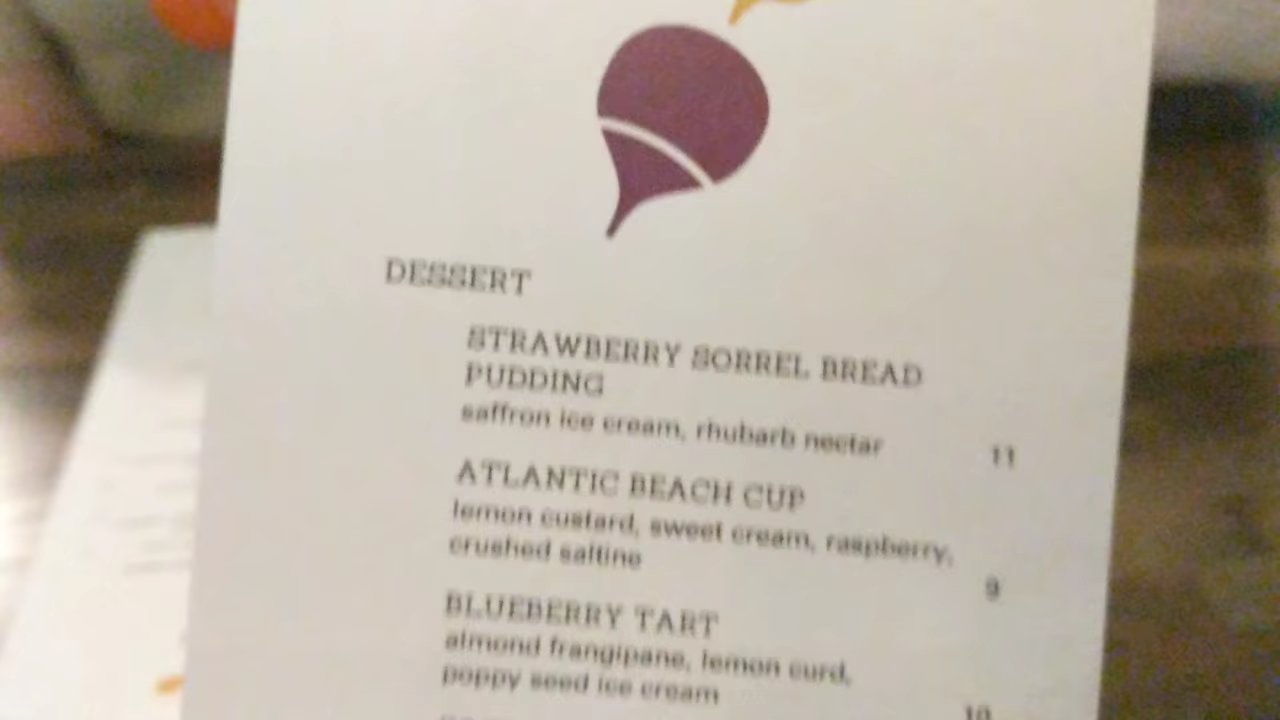 DESSERT
STRAWBERRY SORREL BREAD
PUDDING
saffron ice cream, rhubarb nectar
11
ATLANTIC BEACH CUP
lemon custard, sweet cream, raspberry,
crushed saltine
9
BLUEBERRY TART
almond frangipane, lemon curd,
poppy seed ice cream
10